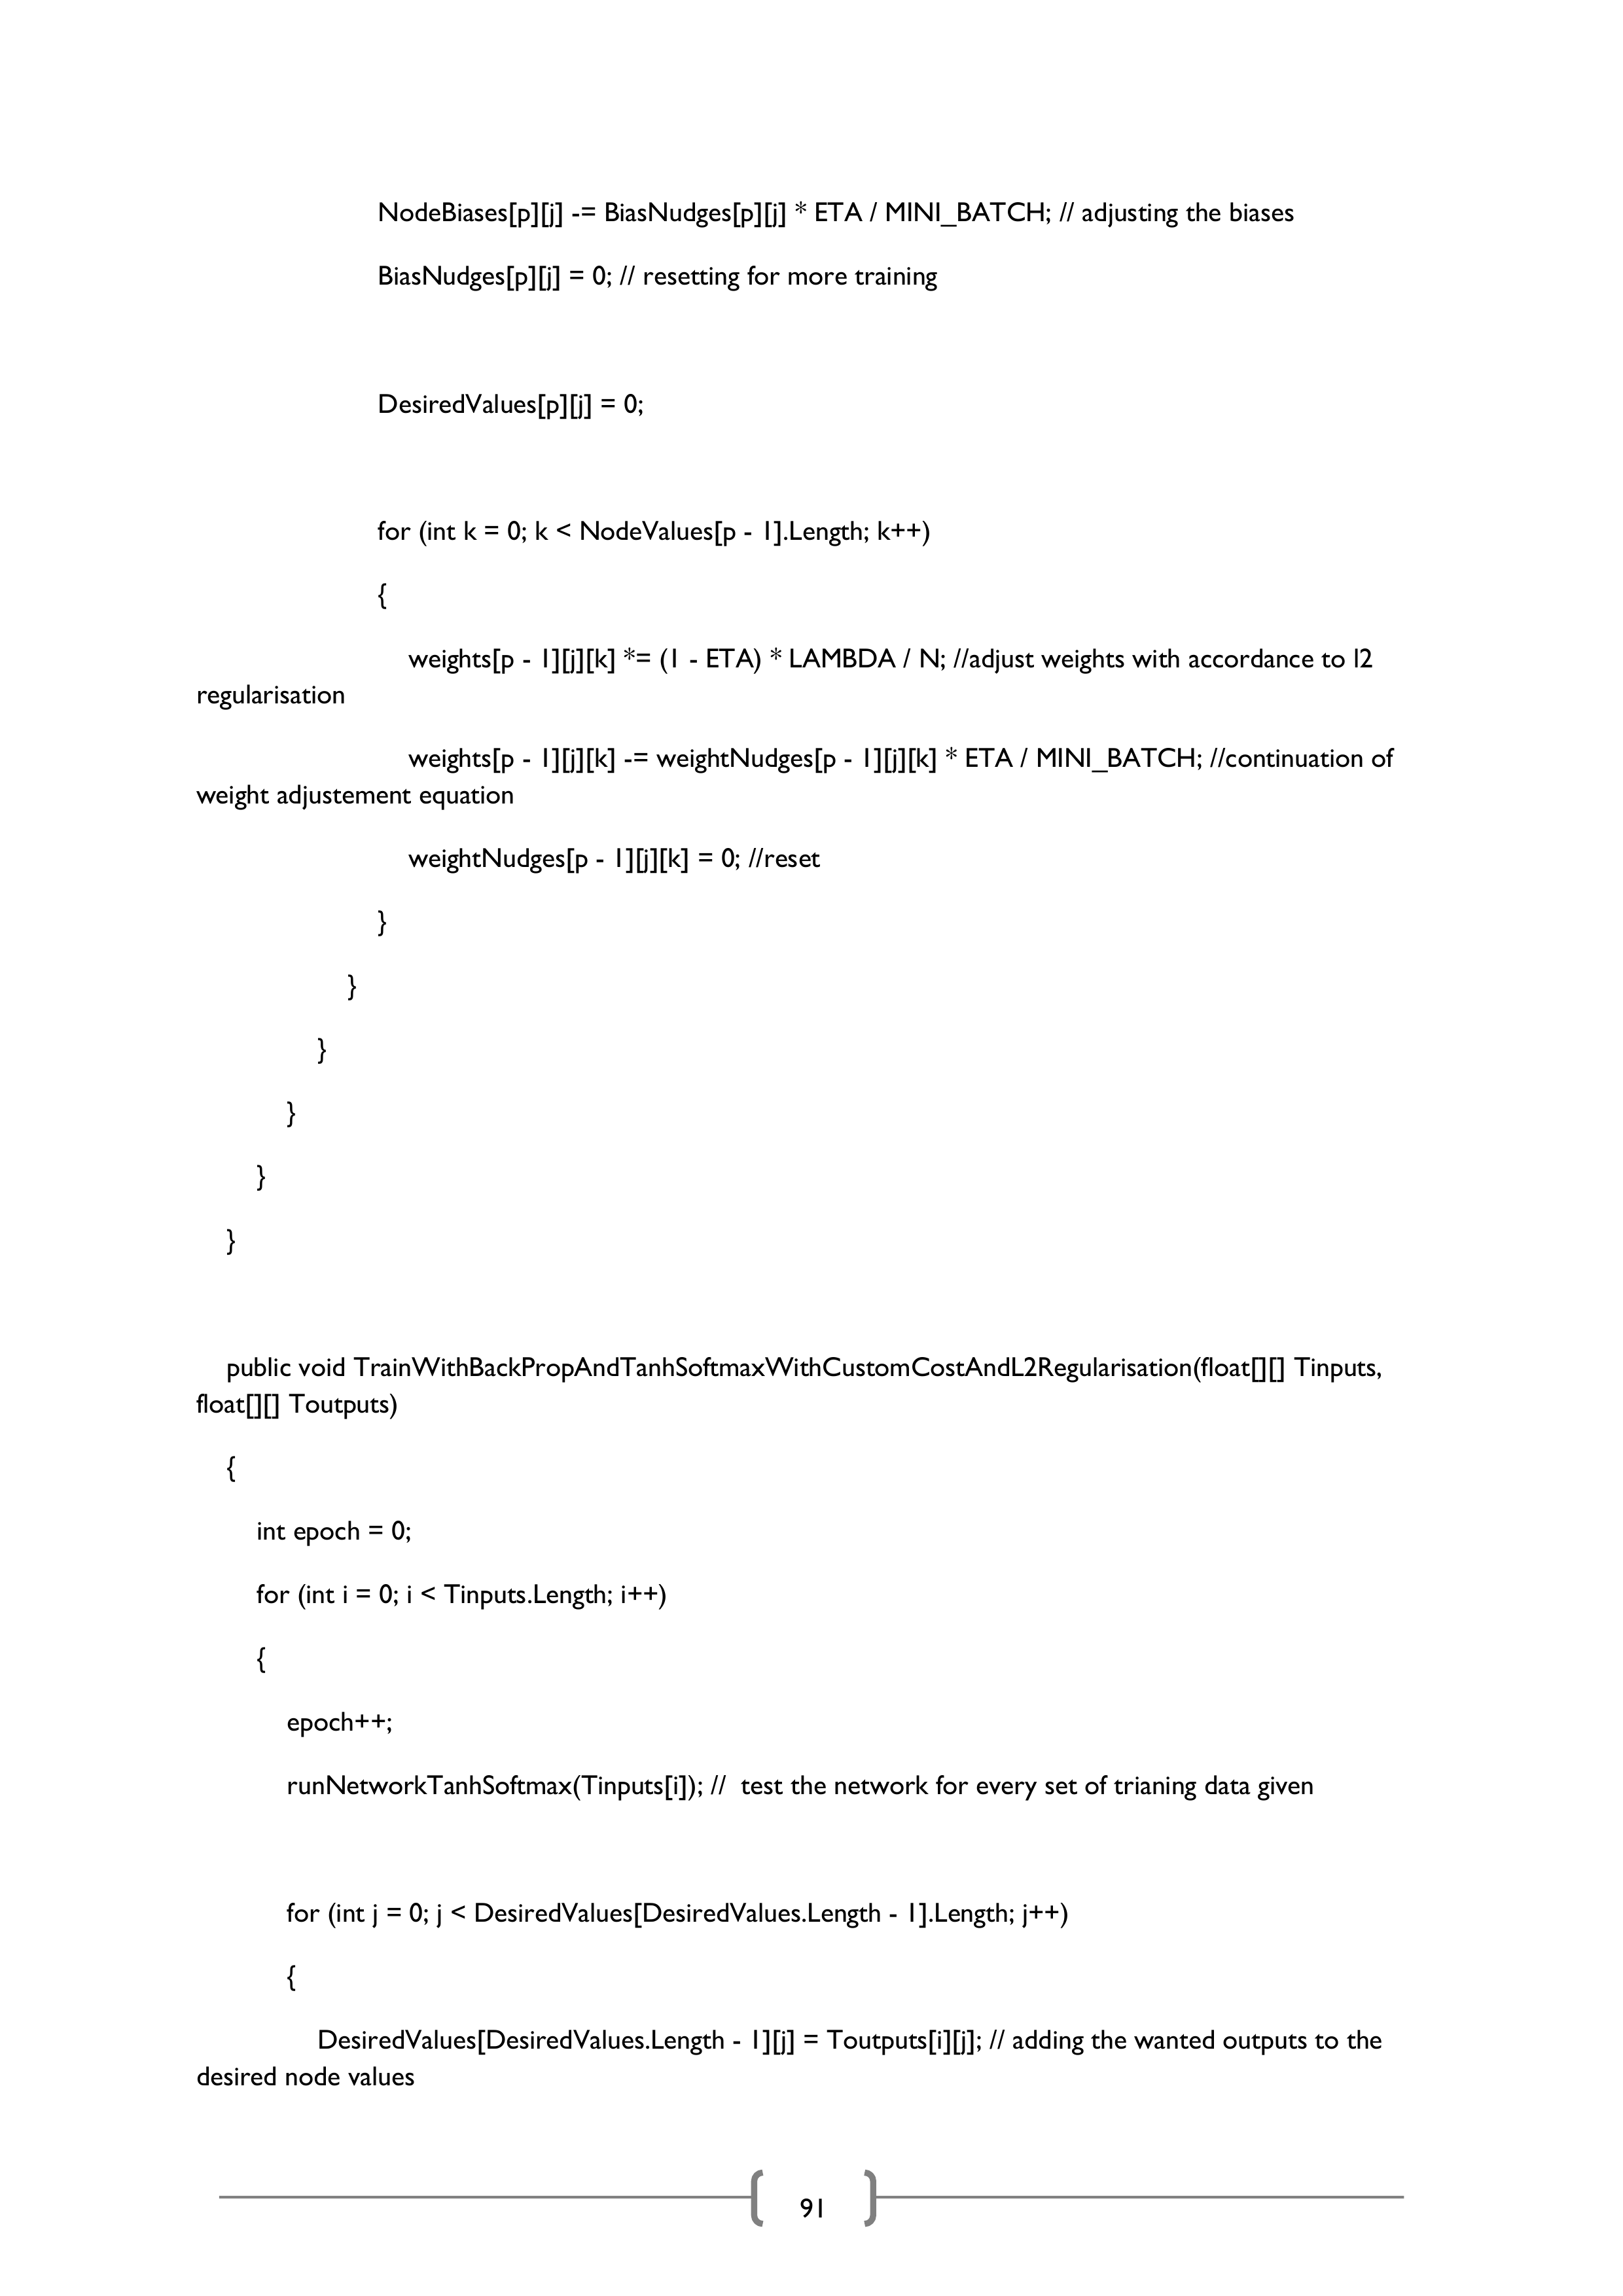 NodeBiases[p][j] -= BiasNudges[p][j] * ETA / MINI_BATCH; // adjusting the biases
BiasNudges[p][j] = 0; // resetting for more training
DesiredValues[p][j] = 0;
for (int k = 0; k < NodeValues[p - 1].Length; k++)
{
weights[p - 1][j][k] *= (1 - ETA) * LAMBDA / N; //adjust weights with accordance to l2
regularisation
weights[p - 1][j][k] -= weightNudges[p - 1][j][k] * ETA / MINI_BATCH; //continuation of
weight adjustement equation
weightNudges[p - 1][j][k] = 0; //reset
}
}
}
}
}
}
public void TrainWithBackPropAndTanhSoftmaxWithCustomCostAndL2Regularisation(float[][] Tinputs,
float[][] Toutputs)
{
int epoch = 0;
for (int i = 0; i < Tinputs.Length; i++)
{
epoch++;
runNetworkTanhSoftmax(Tinputs[i]); //  test the network for every set of trianing data given
for (int j = 0; j < DesiredValues[DesiredValues.Length - 1].Length; j++)
{
DesiredValues[DesiredValues.Length - 1][j] = Toutputs[i][j]; // adding the wanted outputs to the
desired node values
91